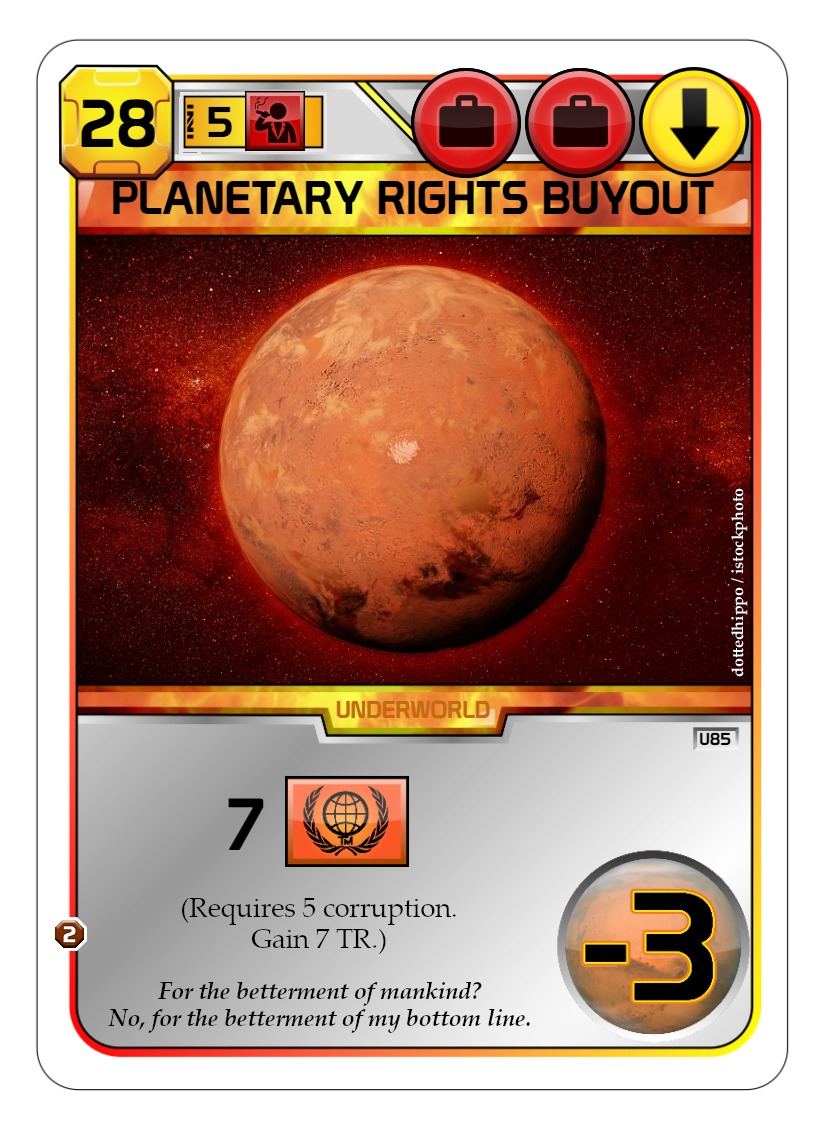 28
5
PLANETARY RIGHTS BUYOUT
dottedhippo / istockphoto
UNDERWORLD
U85
7
TM
(Requires 5 corruption.
Gain 7 TR.)
-3
2
For the betterment of mankind?
No, for the betterment of my bottom line.